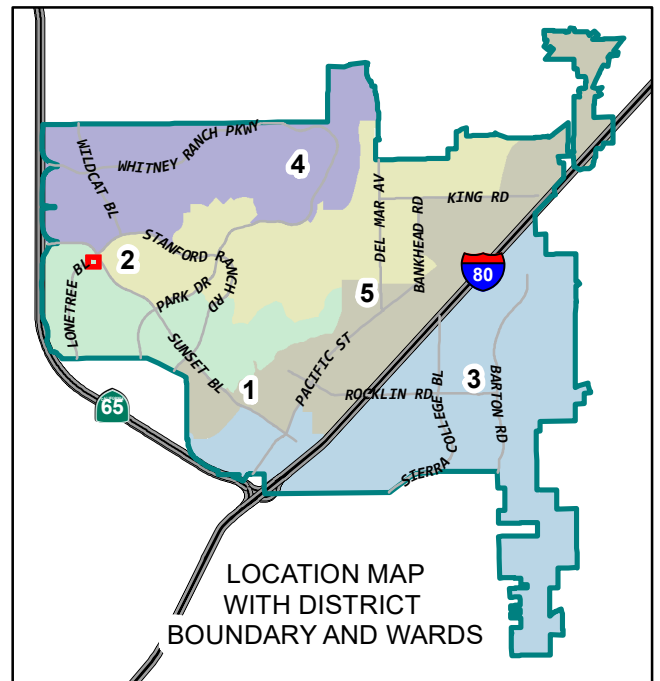 WHITNEY RANCH PKWY
WILDCAT BL
4
DEL MAR AV
KING RD
BANKHEAD RD
STANFORD RANCH RD
2
80
LONETREE BL
PARK DR
5
SUNSET BL
PACIFIC ST
1
3
ROCKLIN RD
65
SIERRA COLLEGE BL
BARTON RD
LOCATION MAP
WITH DISTRICT
BOUNDARY AND WARDS